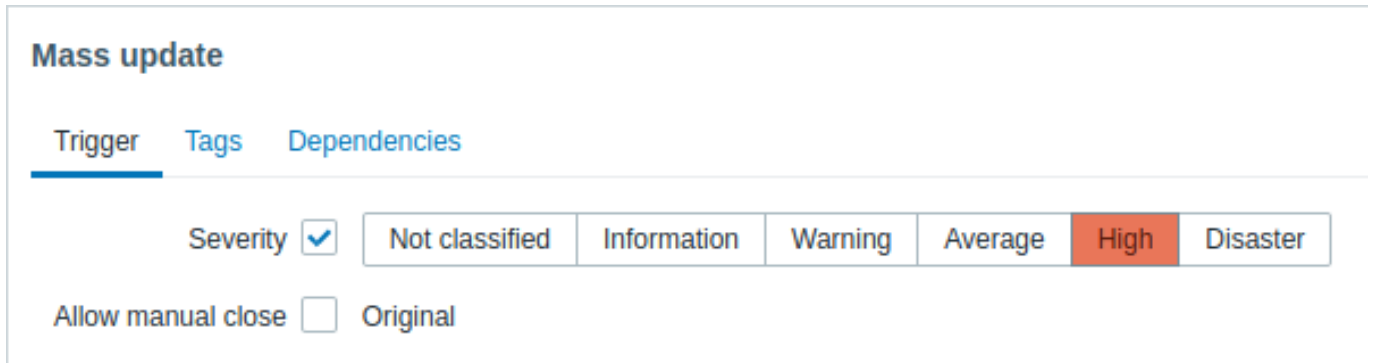 Mass update
Trigger Tags Dependencies
Severity Not classified Information Warning Average High Disaster
Allow manual close Original